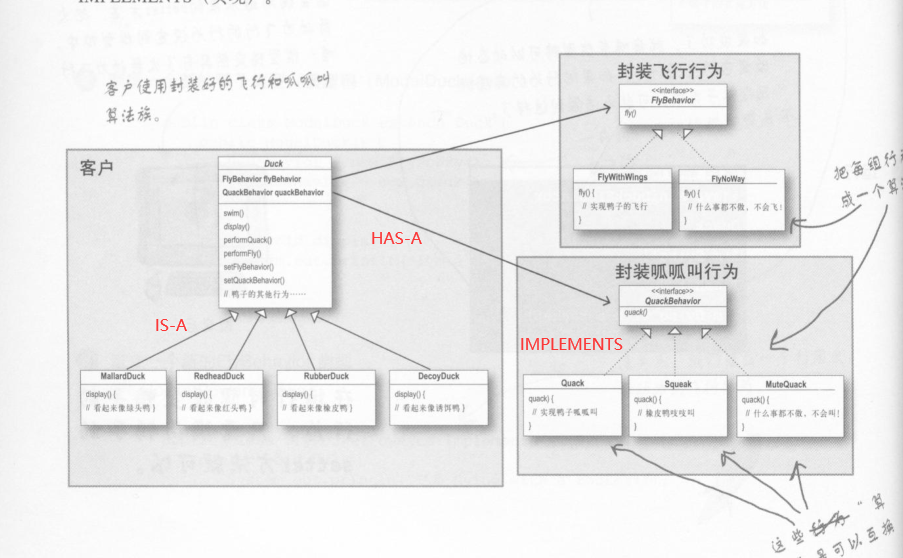 IMPLEMENTS（实现）。
客户使用封装好的飞行和呱呱叫
算法族。
封装飞行行为
<<interface>>
FlyBehavior
fly()
FlyWithWings
fly() {
// 实现鸭子的飞行
}
FlyNoWay
fly() {
// 什么事都不做，不会飞！
}
把每组行
成一个算
客户
Duck
FlyBehavior flyBehavior
QuackBehavior quackBehavior
swim()
display()
performQuack()
performFly()
setFlyBehavior()
setQuackBehavior()
// 鸭子的其他行为……
HAS-A
IS-A
MallardDuck
display() {
// 看起来像绿头鸭 }
RedheadDuck
display() {
// 看起来像红头鸭 }
RubberDuck
display() {
// 看起来像橡皮鸭 }
DecoyDuck
display() {
// 看起来像诱饵鸭 }
封装呱呱叫行为
<<interface>>
QuackBehavior
quack()
IMPLEMENTS
Quack
quack() {
// 实现鸭子呱呱叫
}
Squeak
quack() {
// 橡皮鸭吱吱叫
}
MuteQuack
quack() {
// 什么事都不做，不会叫！
}
这些 “算
可以互换